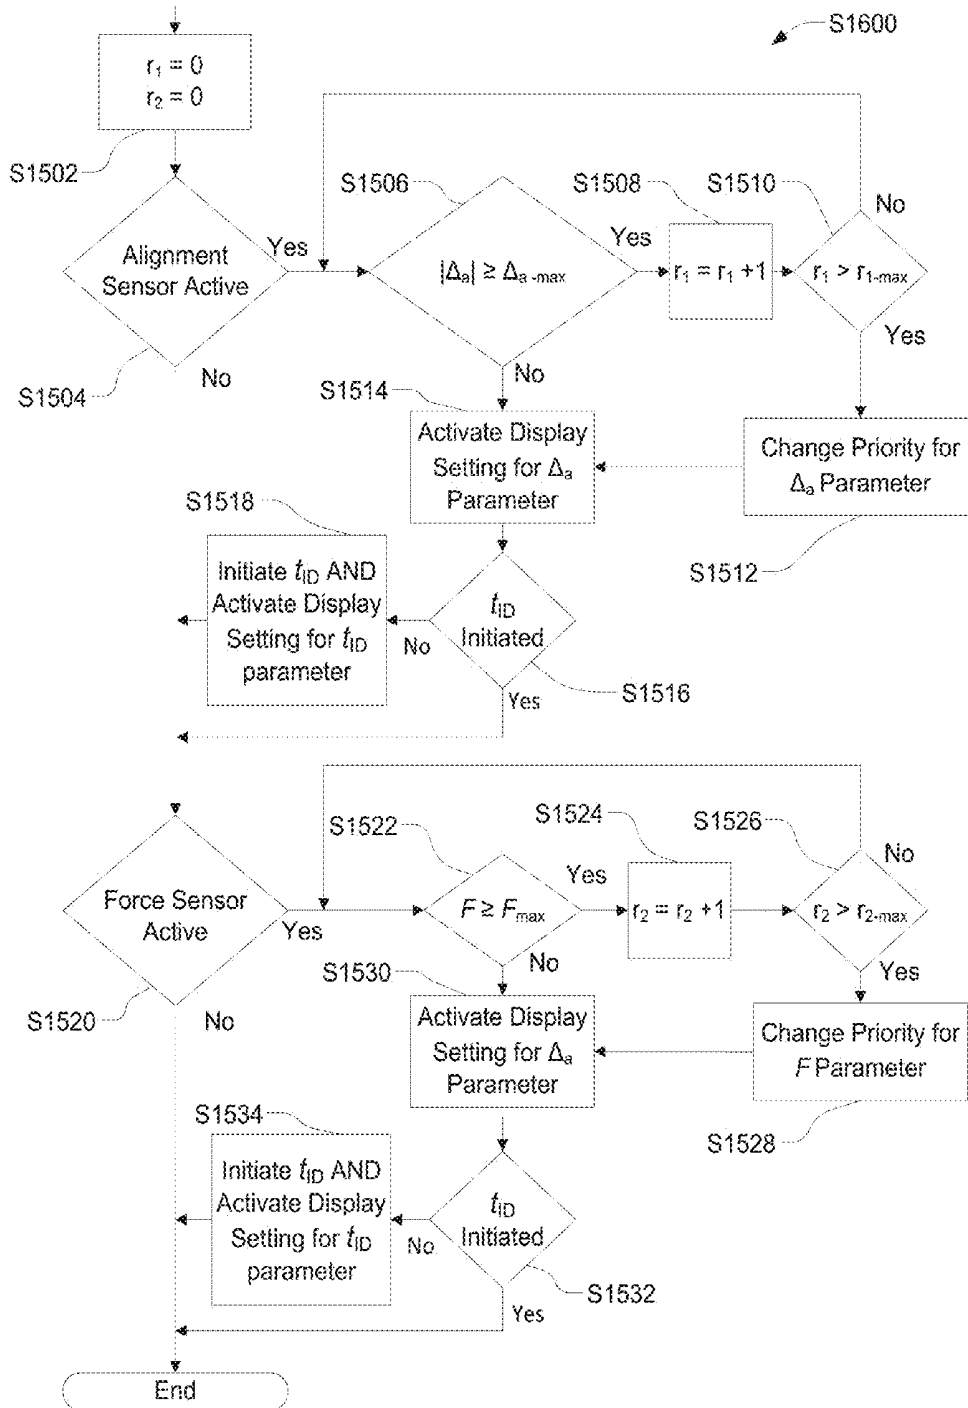 S1600
r₁ = 0
r₂ = 0
S1502
Alignment
Sensor Active
Yes
No
S1504
S1506
|Δₐ| ≥ Δₐ₋max
Yes
No
S1508
r₁ = r₁ +1
S1510
No
r₁ > r₁₋max
Yes
S1514
Activate Display
Setting for Δₐ
Parameter
Change Priority for
Δₐ Parameter
S1512
S1518
Initiate tID AND
Activate Display
Setting for tID
parameter
No
tID
Initiated
S1516
Yes
Force Sensor
Active
Yes
No
S1520
S1522
F ≥ Fmax
Yes
No
S1524
r₂ = r₂ +1
S1526
No
r₂ > r₂₋max
Yes
S1530
Activate Display
Setting for Δₐ
Parameter
Change Priority for
F Parameter
S1528
S1534
Initiate tID AND
Activate Display
Setting for tID
parameter
No
tID
Initiated
S1532
Yes
End